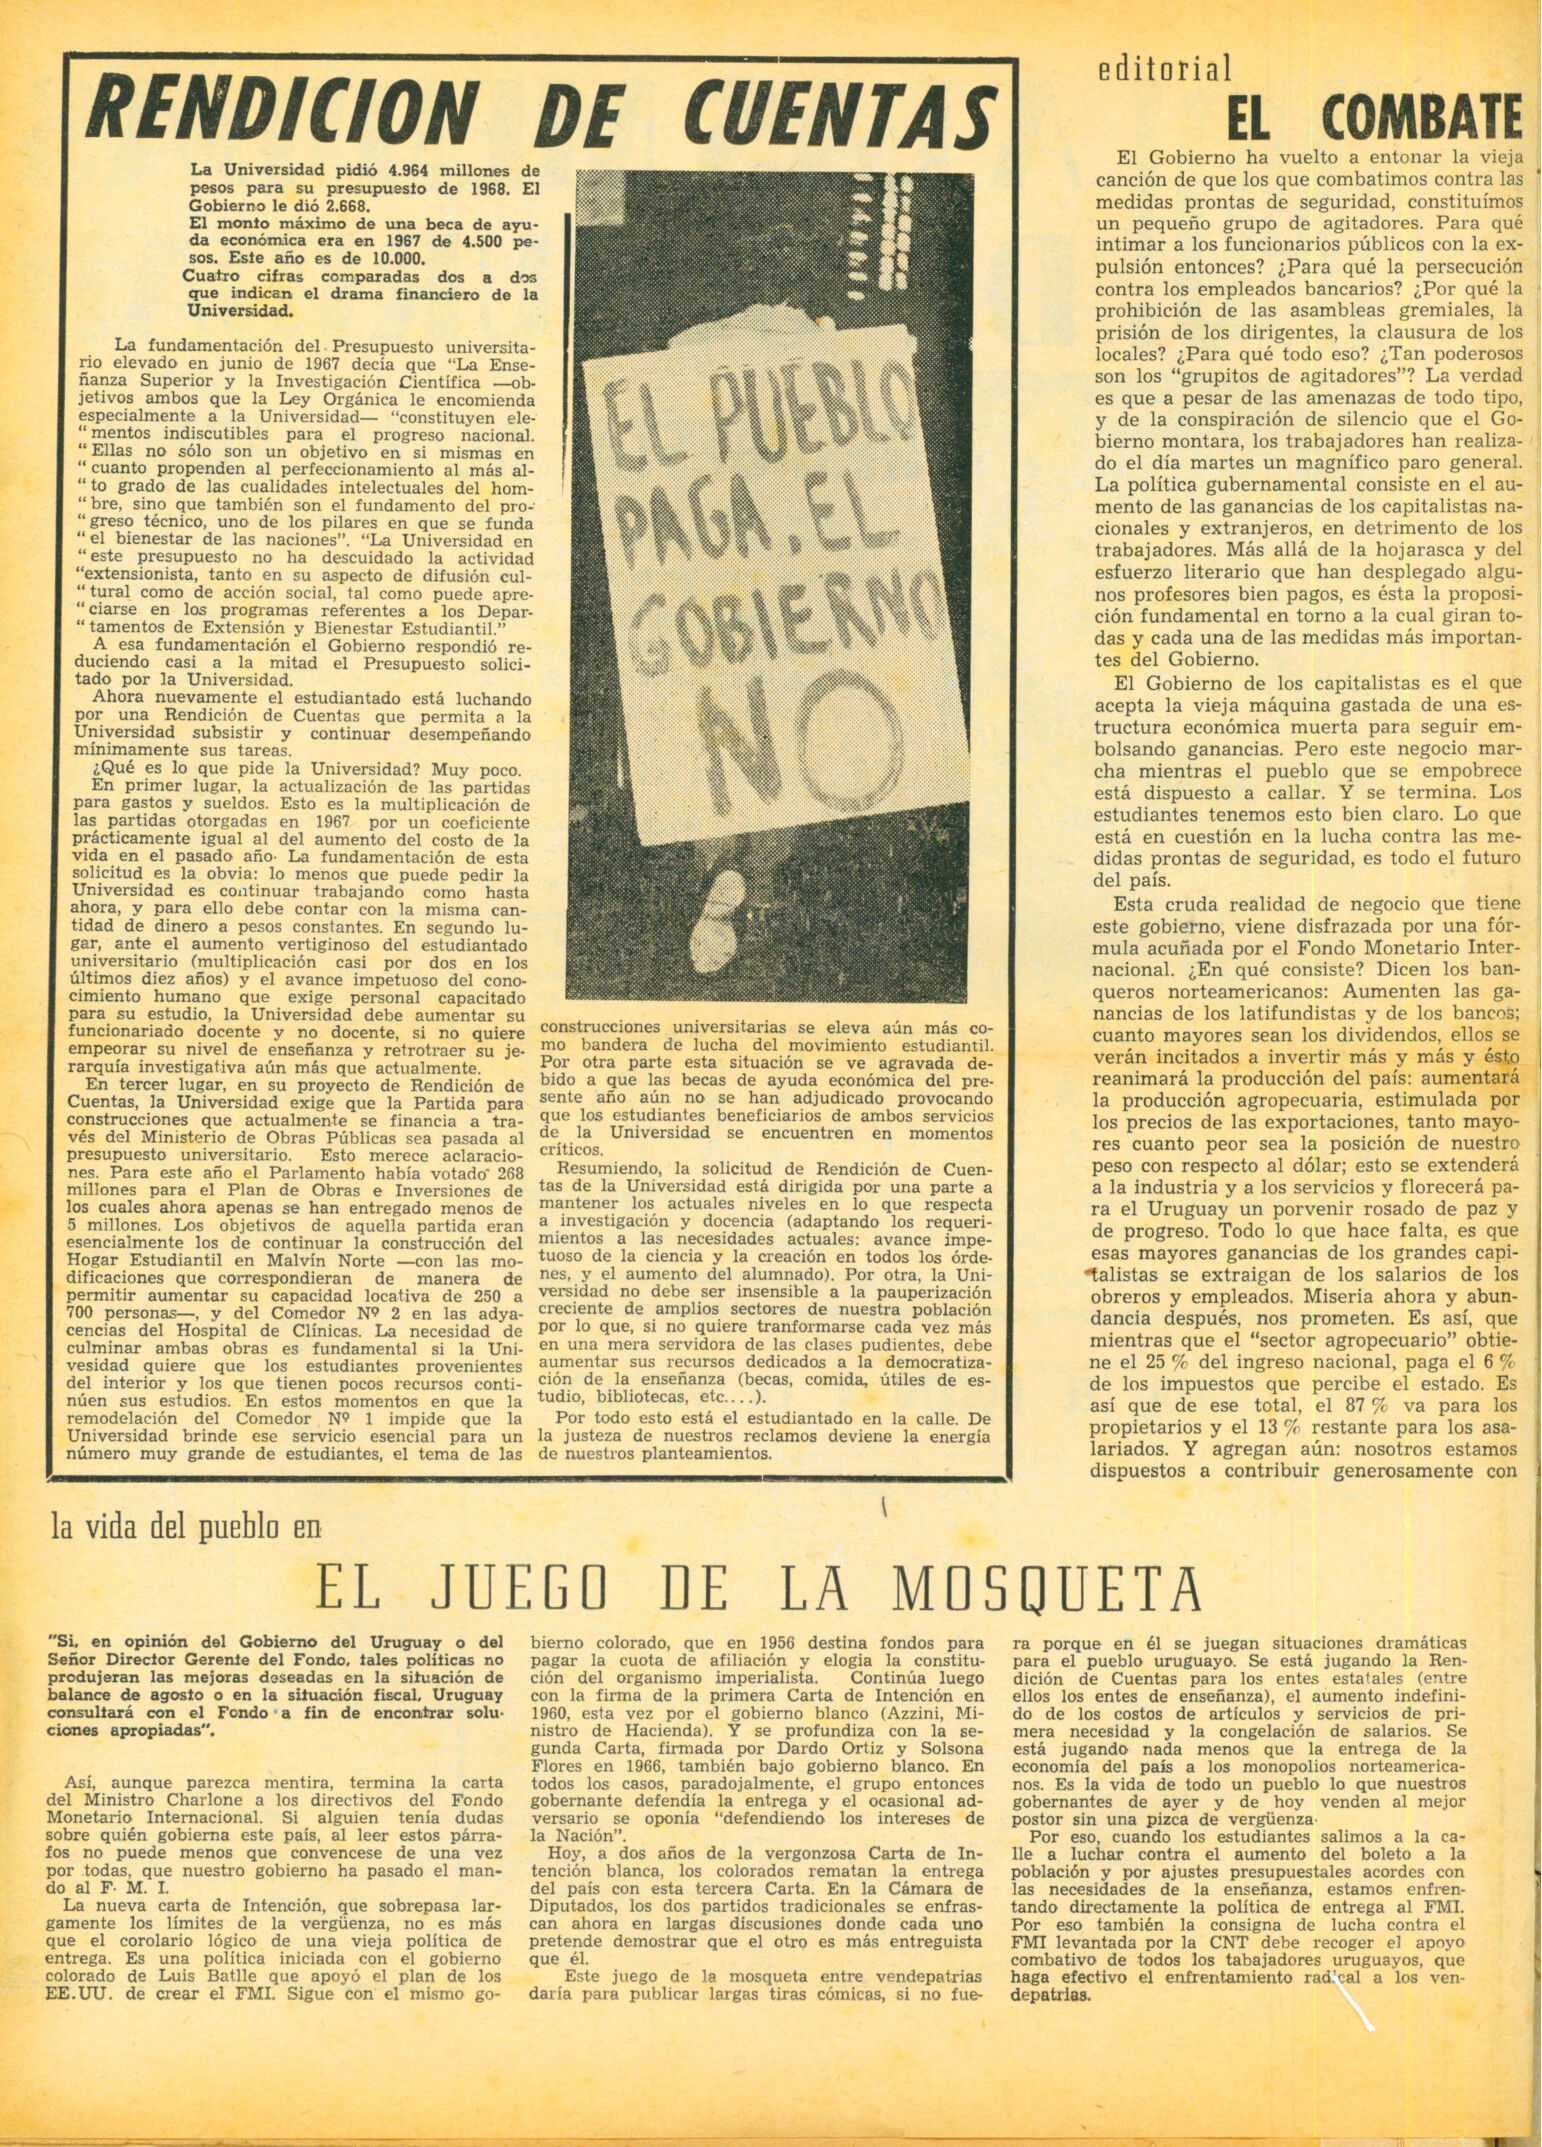 RENDICION DE CUENTAS
La Universidad pidió 4.964 millones de
pesos para su presupuesto de 1968. El
Gobierno le dió 2.668.
El monto máximo de una beca de ayu-
da económica era en 1967 de 4.500 pe-
sos. Este año es de 10.000.
Cuatro cifras comparadas dos a dos
que indican el drama financiero de la
Universidad.
La fundamentación del Presupuesto universita-
rio elevado en junio de 1967 decía que "La Ense-
ñanza Superior y la Investigación Científica —ob-
jetivos ambos que la Ley Orgánica le encomienda
especialmente a la Universidad— "constituyen ele-
"mentos indiscutibles para el progreso nacional.
"Ellas no sólo son un objetivo en si mismas en
"cuanto propenden al perfeccionamiento al más al-
"to grado de las cualidades intelectuales del hom-
"bre, sino que también son el fundamento del pro-
"greso técnico, uno de los pilares en que se funda
"el bienestar de las naciones". "La Universidad en
"este presupuesto no ha descuidado la actividad
"extensionista, tanto en su aspecto de difusión cul-
"tural como de acción social, tal como puede apre-
"ciarse en los programas referentes a los Depar-
"tamentos de Extensión y Bienestar Estudiantil."
A esa fundamentación el Gobierno respondió re-
duciendo casi a la mitad el Presupuesto solici-
tado por la Universidad.
Ahora nuevamente el estudiantado está luchando
por una Rendición de Cuentas que permita a la
Universidad subsistir y continuar desempeñando
mínimamente sus tareas.
¿Qué es lo que pide la Universidad? Muy poco.
En primer lugar, la actualización de las partidas
para gastos y sueldos. Esto es la multiplicación de
las partidas otorgadas en 1967 por un coeficiente
prácticamente igual al del aumento del costo de la
vida en el pasado año. La fundamentación de esta
solicitud es la obvia: lo menos que puede pedir la
Universidad es continuar trabajando como hasta
ahora, y para ello debe contar con la misma can-
tidad de dinero a pesos constantes. En segundo lu-
gar, ante el aumento vertiginoso del estudiantado
universitario (multiplicación casi por dos en los
últimos diez años) y el avance impetuoso del cono-
cimiento humano que exige personal capacitado
para su estudio, la Universidad debe aumentar su
funcionariado docente y no docente, si no quiere
empeorar su nivel de enseñanza y retrotraer su je-
rarquía investigativa aún más que actualmente.
En tercer lugar, en su proyecto de Rendición de
Cuentas, la Universidad exige que la Partida para
construcciones que actualmente se financia a tra-
vés del Ministerio de Obras Públicas sea pasada al
presupuesto universitario. Esto merece aclaracio-
nes. Para este año el Parlamento había votado 268
millones para el Plan de Obras e Inversiones de
los cuales ahora apenas se han entregado menos de
5 millones. Los objetivos de aquella partida eran
esencialmente los de continuar la construcción del
Hogar Estudiantil en Malvín Norte —con las mo-
dificaciones que correspondieran de manera de
permitir aumentar su capacidad locativa de 250 a
700 personas—, y del Comedor Nº 2 en las adya-
cencias del Hospital de Clínicas. La necesidad de
culminar ambas obras es fundamental si la Uni-
vesidad quiere que los estudiantes provenientes
del interior y los que tienen pocos recursos conti-
núen sus estudios. En estos momentos en que la
remodelación del Comedor Nº 1 impide que la
Universidad brinde ese servicio esencial para un
número muy grande de estudiantes, el tema de las
EL PUEBLO
PAGA, EL
GOBIERNO
NO
construcciones universitarias se eleva aún más co-
mo bandera de lucha del movimiento estudiantil.
Por otra parte esta situación se ve agravada de-
bido a que las becas de ayuda económica del pre-
sente año aún no se han adjudicado provocando
que los estudiantes beneficiarios de ambos servicios
de la Universidad se encuentren en momentos
críticos.
Resumiendo, la solicitud de Rendición de Cuen-
tas de la Universidad está dirigida por una parte a
mantener los actuales niveles en lo que respecta
a investigación y docencia (adaptando los requeri-
mientos a las necesidades actuales: avance impe-
tuoso de la ciencia y la creación en todos los órde-
nes, y el aumento del alumnado). Por otra, la Uni-
versidad no debe ser insensible a la pauperización
creciente de amplios sectores de nuestra población
por lo que, si no quiere tranformarse cada vez más
en una mera servidora de las clases pudientes, debe
aumentar sus recursos dedicados a la democratiza-
ción de la enseñanza (becas, comida, útiles de es-
tudio, bibliotecas, etc....).
Por todo esto está el estudiantado en la calle. De
la justeza de nuestros reclamos deviene la energía
de nuestros planteamientos.
editorial
EL COMBATE
El Gobierno ha vuelto a entonar la vieja
canción de que los que combatimos contra las
medidas prontas de seguridad, constituímos
un pequeño grupo de agitadores. Para qué
intimar a los funcionarios públicos con la ex-
pulsión entonces? ¿Para qué la persecución
contra los empleados bancarios? ¿Por qué la
prohibición de las asambleas gremiales, la
prisión de los dirigentes, la clausura de los
locales? ¿Para qué todo eso? ¿Tan poderosos
son los "grupitos de agitadores"? La verdad
es que a pesar de las amenazas de todo tipo,
y de la conspiración de silencio que el Go-
bierno montara, los trabajadores han realiza-
do el día martes un magnífico paro general.
La política gubernamental consiste en el au-
mento de las ganancias de los capitalistas na-
cionales y extranjeros, en detrimento de los
trabajadores. Más allá de la hojarasca y del
esfuerzo literario que han desplegado algu-
nos profesores bien pagos, es ésta la proposi-
ción fundamental en torno a la cual giran to-
das y cada una de las medidas más importan-
tes del Gobierno.
El Gobierno de los capitalistas es el que
acepta la vieja máquina gastada de una es-
tructura económica muerta para seguir em-
bolsando ganancias. Pero este negocio mar-
cha mientras el pueblo que se empobrece
está dispuesto a callar. Y se termina. Los
estudiantes tenemos esto bien claro. Lo que
está en cuestión en la lucha contra las me-
didas prontas de seguridad, es todo el futuro
del país.
Esta cruda realidad de negocio que tiene
este gobierno, viene disfrazada por una fór-
mula acuñada por el Fondo Monetario Inter-
nacional. ¿En qué consiste? Dicen los ban-
queros norteamericanos: Aumenten las ga-
nancias de los latifundistas y de los bancos;
cuanto mayores sean los dividendos, ellos se
verán incitados a invertir más y más y ésto
reanimará la producción del país: aumentará
la producción agropecuaria, estimulada por
los precios de las exportaciones, tanto mayo-
res cuanto peor sea la posición de nuestro
peso con respecto al dólar; esto se extenderá
a la industria y a los servicios y florecerá pa-
ra el Uruguay un porvenir rosado de paz y
de progreso. Todo lo que hace falta, es que
esas mayores ganancias de los grandes capi-
talistas se extraigan de los salarios de los
obreros y empleados. Miseria ahora y abun-
dancia después, nos prometen. Es así, que
mientras que el "sector agropecuario" obtie-
ne el 25 % del ingreso nacional, paga el 6 %
de los impuestos que percibe el estado. Es
así que de ese total, el 87 % va para los
propietarios y el 13 % restante para los asa-
lariados. Y agregan aún: nosotros estamos
dispuestos a contribuir generosamente con
la vida del pueblo en
EL JUEGO DE LA MOSQUETA
"Si, en opinión del Gobierno del Uruguay o del
Señor Director Gerente del Fondo, tales políticas no
produjeran las mejoras deseadas en la situación de
balance de agosto o en la situación fiscal, Uruguay
consultará con el Fondo a fin de encontrar solu-
ciones apropiadas".
Así, aunque parezca mentira, termina la carta
del Ministro Charlone a los directivos del Fondo
Monetario Internacional. Si alguien tenía dudas
sobre quién gobierna este país, al leer estos párra-
fos no puede menos que convencese de una vez
por todas, que nuestro gobierno ha pasado el man-
do al F. M. I.
La nueva carta de Intención, que sobrepasa lar-
gamente los límites de la vergüenza, no es más
que el corolario lógico de una vieja política de
entrega. Es una política iniciada con el gobierno
colorado de Luis Batlle que apoyó el plan de los
EE.UU. de crear el FMI. Sigue con el mismo go-
bierno colorado, que en 1956 destina fondos para
pagar la cuota de afiliación y elogia la constitu-
ción del organismo imperialista. Continúa luego
con la firma de la primera Carta de Intención en
1960, esta vez por el gobierno blanco (Azzini, Mi-
nistro de Hacienda). Y se profundiza con la se-
gunda Carta, firmada por Dardo Ortiz y Solsona
Flores en 1966, también bajo gobierno blanco. En
todos los casos, paradojalmente, el grupo entonces
gobernante defendía la entrega y el ocasional ad-
versario se oponía "defendiendo los intereses de
la Nación".
Hoy, a dos años de la vergonzosa Carta de In-
tención blanca, los colorados rematan la entrega
del país con esta tercera Carta. En la Cámara de
Diputados, los dos partidos tradicionales se enfras-
can ahora en largas discusiones donde cada uno
pretende demostrar que el otro es más entreguista
que él.
Este juego de la mosqueta entre vendepatrias
daría para publicar largas tiras cómicas, si no fue-
ra porque en él se juegan situaciones dramáticas
para el pueblo uruguayo. Se está jugando la Ren-
dición de Cuentas para los entes estatales (entre
ellos los entes de enseñanza), el aumento indefini-
do de los costos de artículos y servicios de pri-
mera necesidad y la congelación de salarios. Se
está jugando nada menos que la entrega de la
economía del país a los monopolios norteamerica-
nos. Es la vida de todo un pueblo lo que nuestros
gobernantes de ayer y de hoy venden al mejor
postor sin una pizca de vergüenza.
Por eso, cuando los estudiantes salimos a la ca-
lle a luchar contra el aumento del boleto a la
población y por ajustes presupuestales acordes con
las necesidades de la enseñanza, estamos enfren-
tando directamente la política de entrega al FMI.
Por eso también la consigna de lucha contra el
FMI levantada por la CNT debe recoger el apoyo
combativo de todos los tabajadores uruguayos, que
haga efectivo el enfrentamiento radical a los ven-
depatrias.